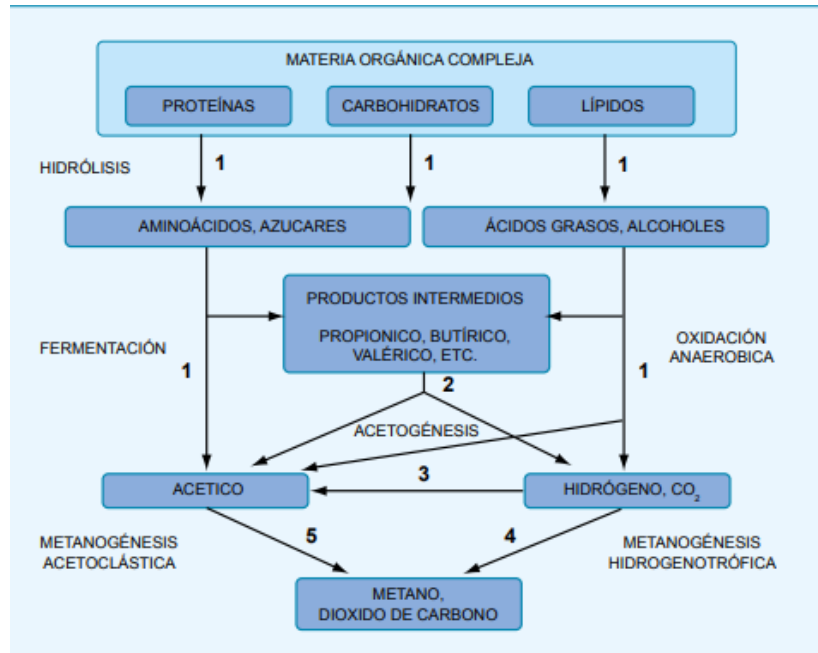 MATERIA ORGÁNICA COMPLEJA
PROTEÍNAS
CARBOHIDRATOS
LÍPIDOS
HIDRÓLISIS
1
1
1
AMINOÁCIDOS, AZUCARES
ÁCIDOS GRASOS, ALCOHOLES
PRODUCTOS INTERMEDIOS
PROPIONICO, BUTÍRICO,
VALÉRICO, ETC.
FERMENTACIÓN
1
OXIDACIÓN
ANAEROBICA
1
2
ACETOGÉNESIS
ACETICO
3
HIDRÓGENO, CO₂
METANOGÉNESIS
ACETOCLÁSTICA
5
4
METANOGÉNESIS
HIDROGENOTRÓFICA
METANO,
DIOXIDO DE CARBONO